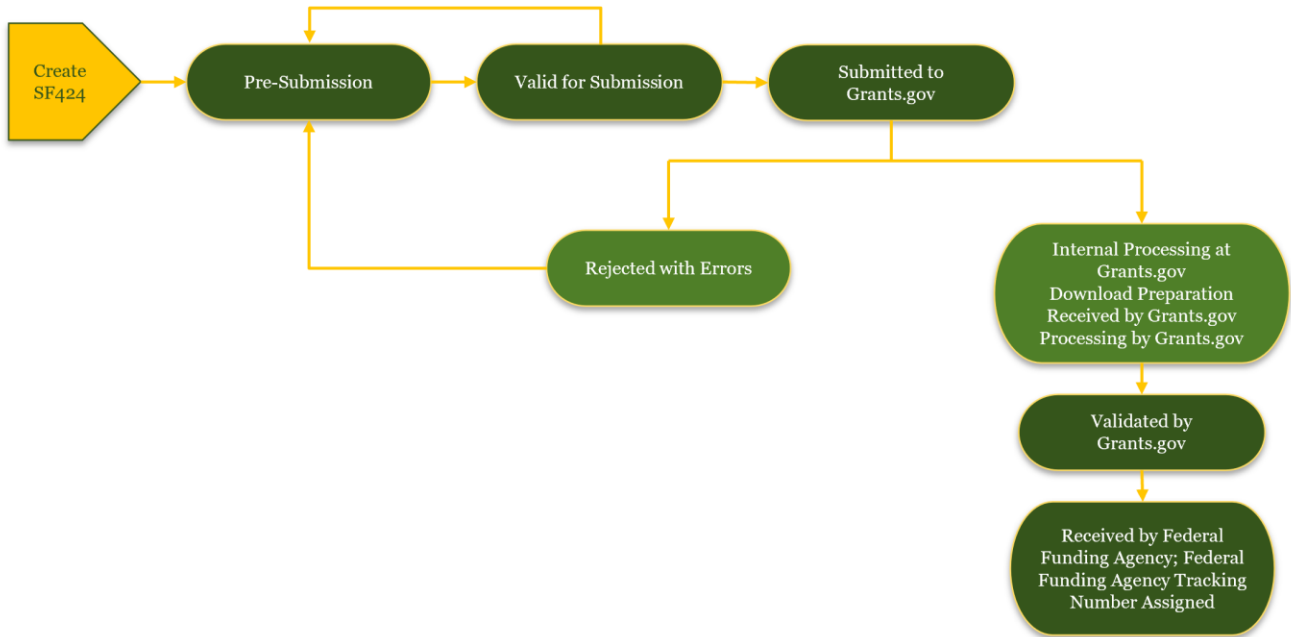 Create
SF424
Pre-Submission
Valid for Submission
Submitted to
Grants.gov
Rejected with Errors
Internal Processing at
Grants.gov
Download Preparation
Received by Grants.gov
Processing by Grants.gov
Validated by
Grants.gov
Received by Federal
Funding Agency; Federal
Funding Agency Tracking
Number Assigned